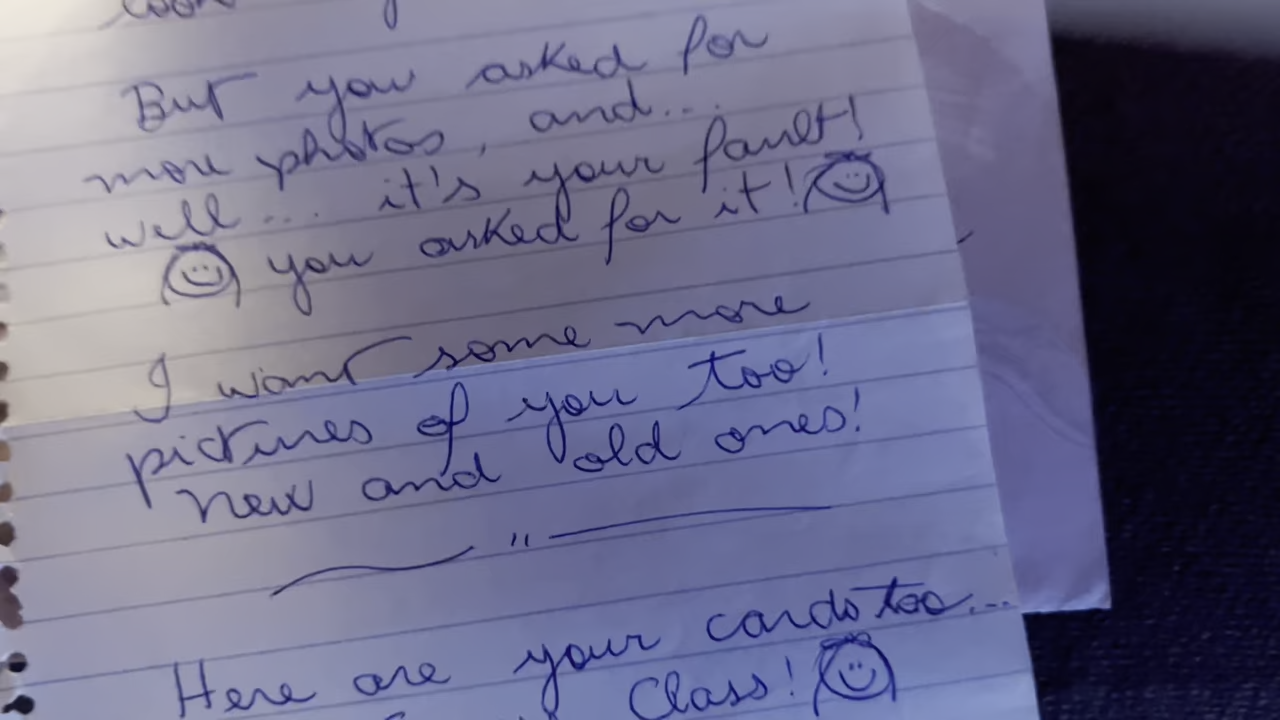 But you asked for
more photos, and...
well... it's your fault!
you asked for it!
I want some more
pictures of you too!
New and old ones!
"
Here are your cards too...
Class!